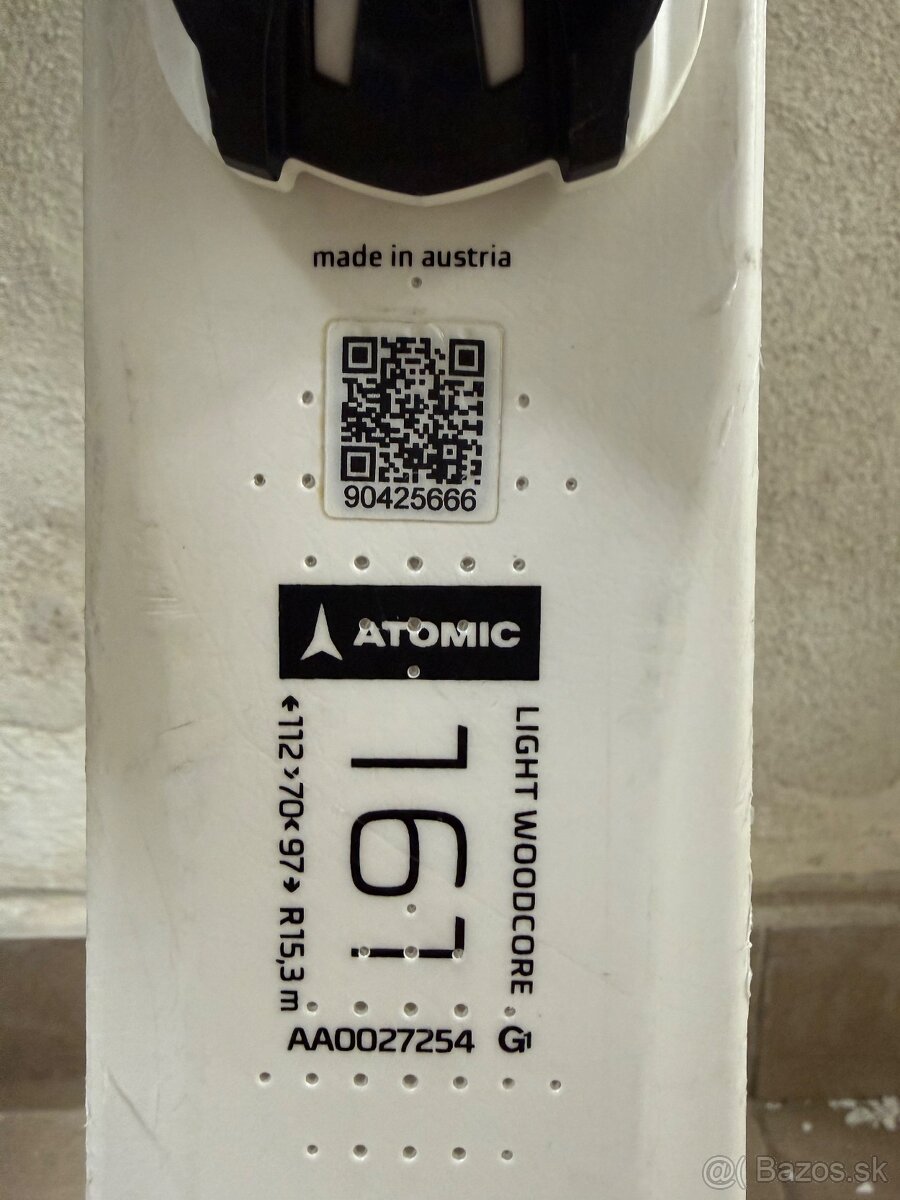 made in austria
90425666
ATOMIC
LIGHT WOODCORE
161
←112›70‹97→ R15,3 m
AA0027254 G1
@( Bazos.sk